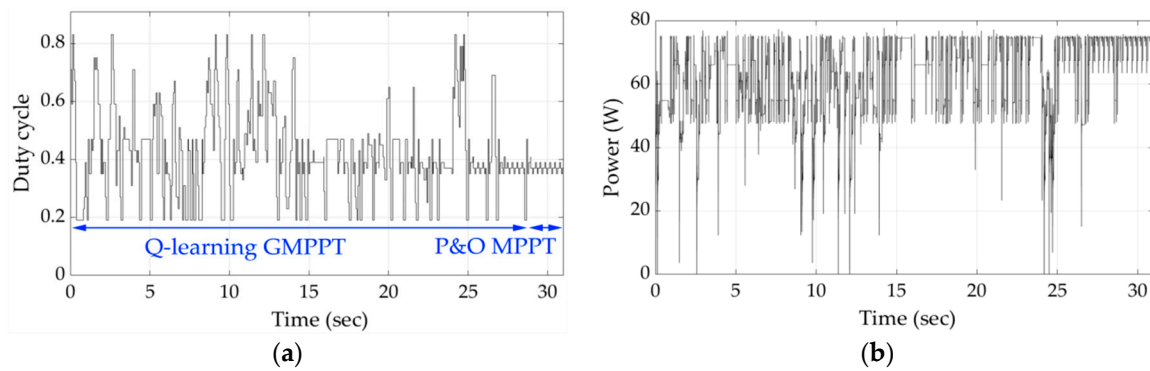 0.8
0.6
0.4
0.2
0
Duty cycle
Q-learning GMPPT
P&O MPPT
0 5 10 15 20 25 30
Time (sec)
(a)
80
60
40
20
0
Power (W)
0 5 10 15 20 25 30
Time (sec)
(b)